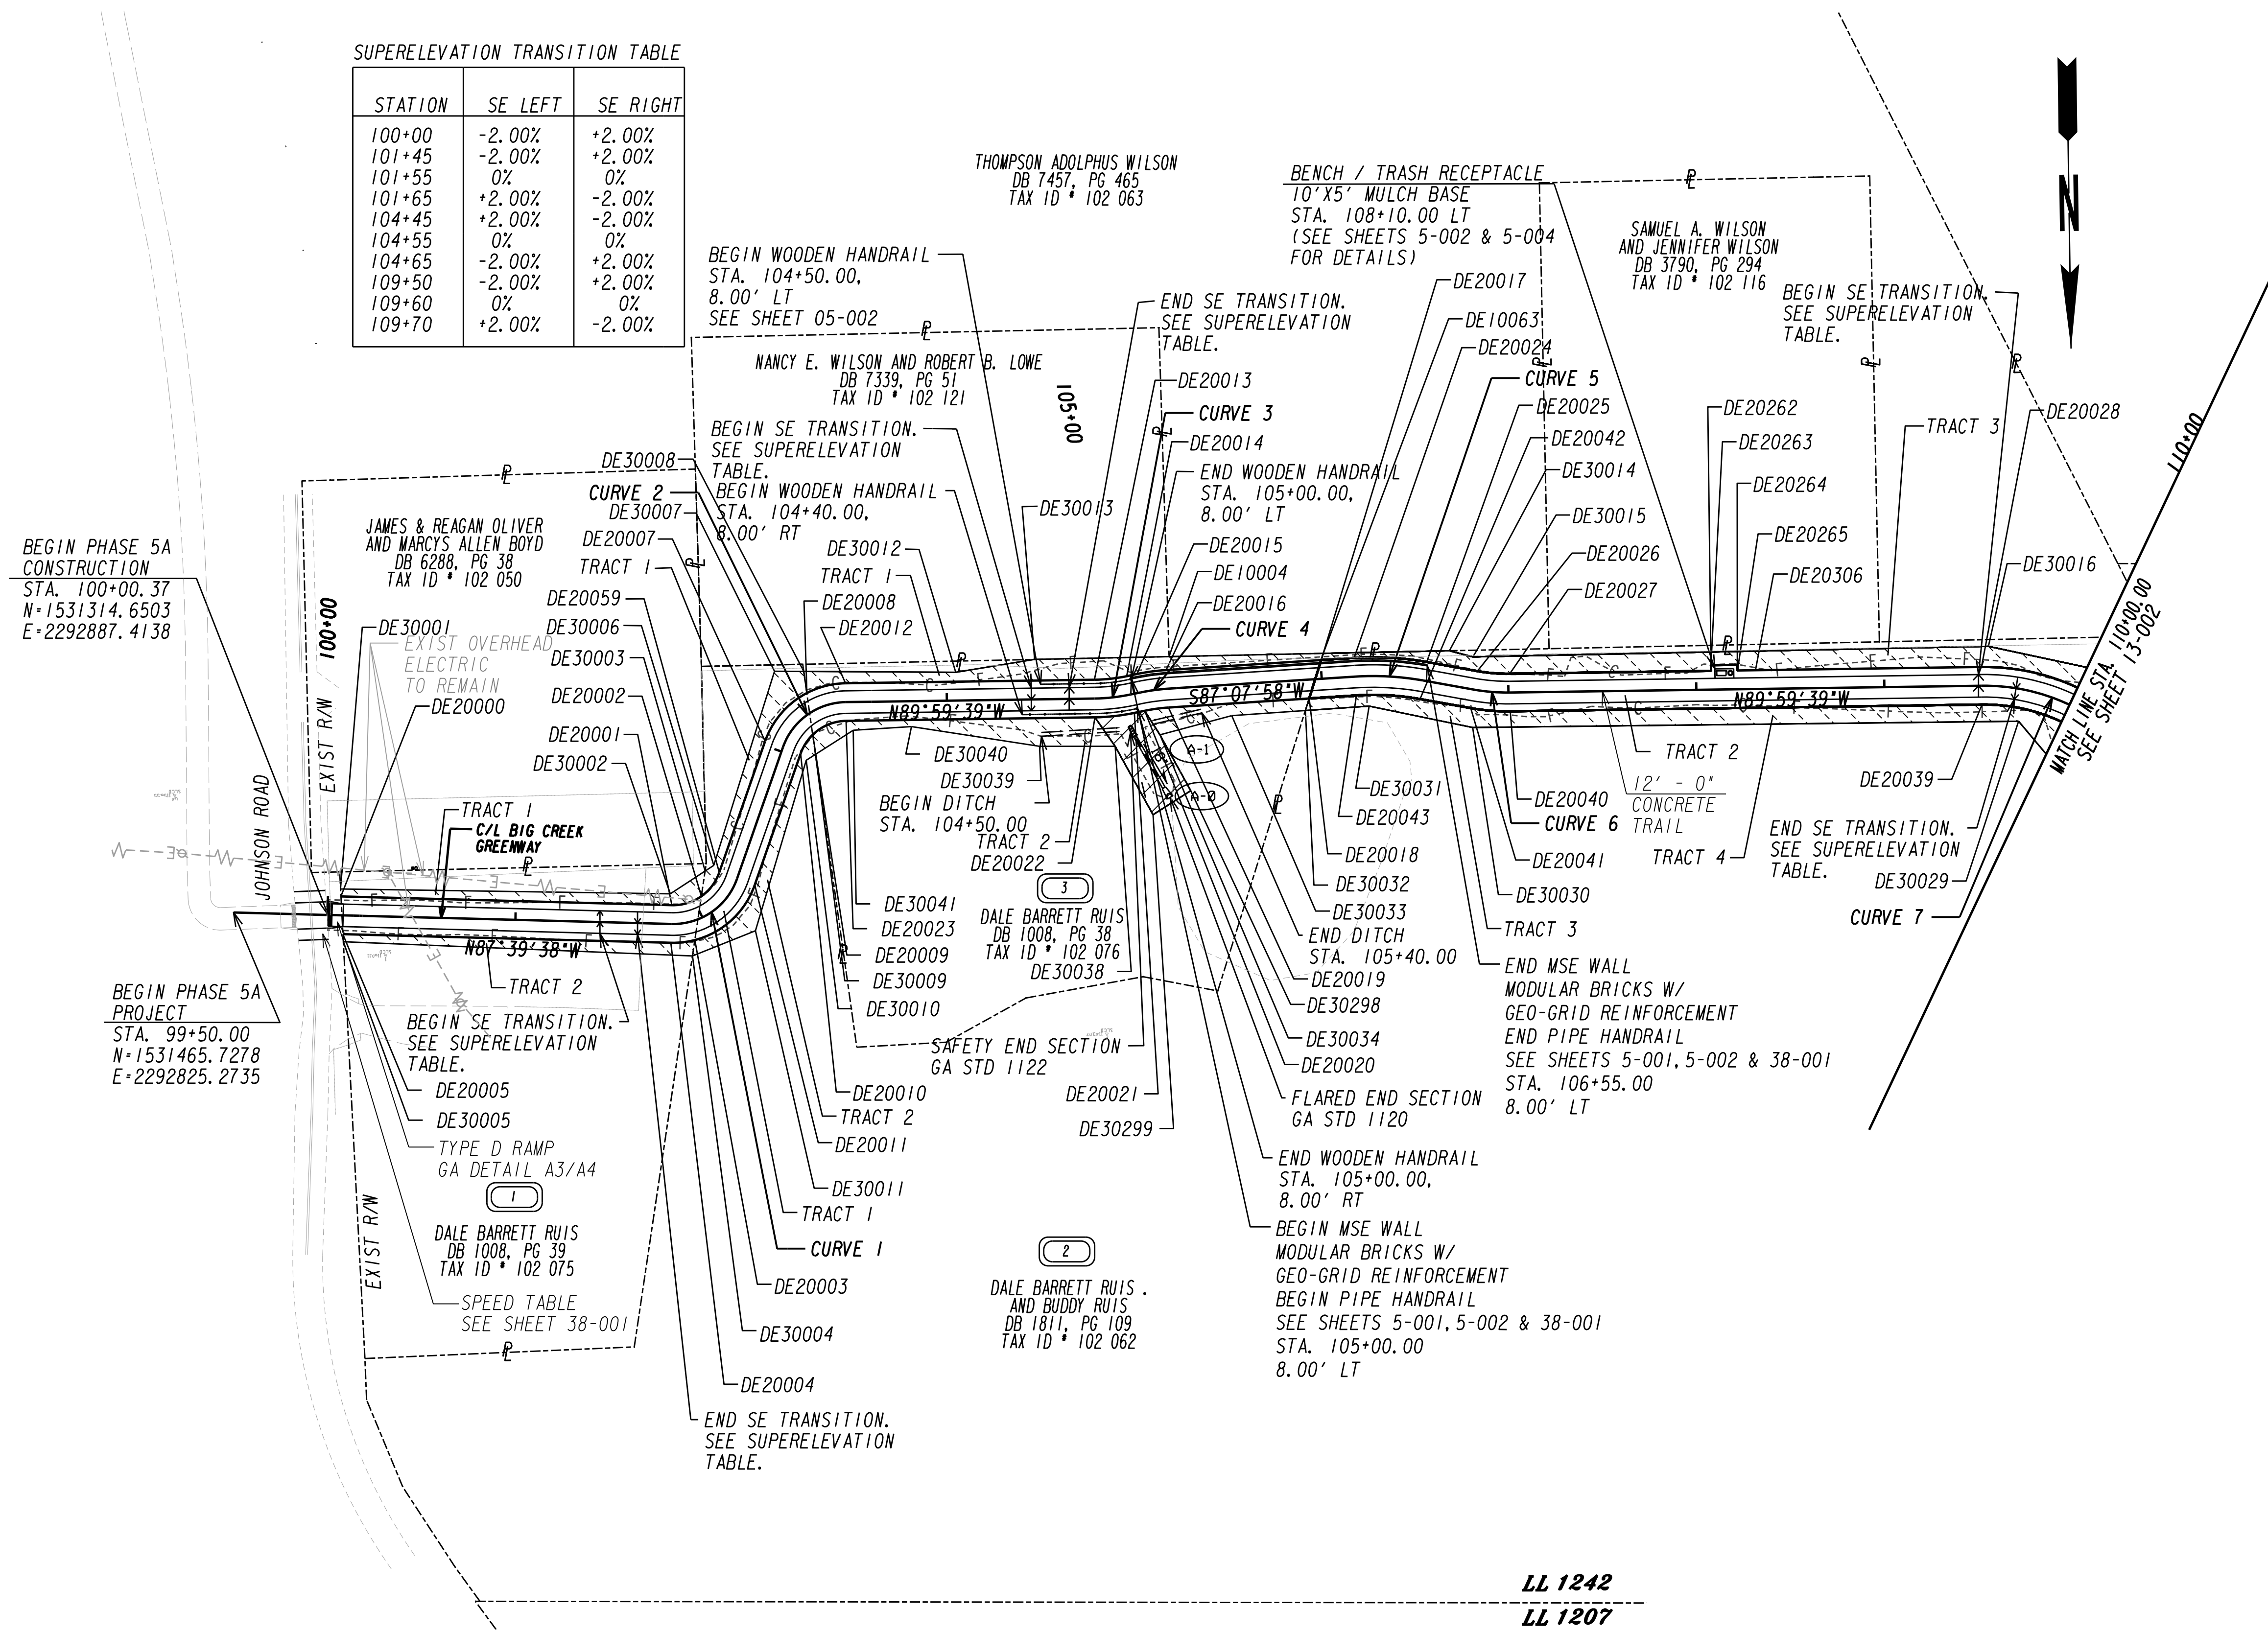 SUPERELEVATION TRANSITION TABLE
STATION SE LEFT SE RIGHT
100+00 -2.00% +2.00%
101+45 -2.00% +2.00%
101+55 0% 0%
101+65 +2.00% -2.00%
104+45 +2.00% -2.00%
104+55 0% 0%
104+65 -2.00% +2.00%
109+50 -2.00% +2.00%
109+60 0% 0%
109+70 +2.00% -2.00%
THOMPSON ADOLPHUS WILSON
DB 7457, PG 465
TAX ID # 102 063
BENCH / TRASH RECEPTACLE
10'X5' MULCH BASE
STA. 108+10.00 LT
(SEE SHEETS 5-002 & 5-004
FOR DETAILS)
SAMUEL A. WILSON
AND JENNIFER WILSON
DB 3790, PG 294
TAX ID # 102 116
N
BEGIN WOODEN HANDRAIL
STA. 104+50.00,
8.00' LT
SEE SHEET 05-002
END SE TRANSITION.
SEE SUPERELEVATION
TABLE.
BEGIN SE TRANSITION.
SEE SUPERELEVATION
TABLE.
NANCY E. WILSON AND ROBERT B. LOWE
DB 7339, PG 51
TAX ID # 102 121
105+00
DE20017
DE10063
DE20024
CURVE 5
DE20025
DE20042
DE30014
DE30015
DE20026
DE20027
DE20013
CURVE 3
DE20014
END WOODEN HANDRAIL
STA. 105+00.00,
8.00' LT
DE20015
DE10004
DE20016
CURVE 4
DE20262
DE20263
DE20264
DE20265
DE20306
TRACT 3
DE20028
DE30016
110+00
MATCH LINE STA. 110+00.00
SEE SHEET 13-002
BEGIN SE TRANSITION.
SEE SUPERELEVATION
TABLE.
BEGIN WOODEN HANDRAIL
STA. 104+40.00,
8.00' RT
DE30013
DE30012
TRACT 1
DE20008
DE20012
DE30008
CURVE 2
DE30007
DE20007
TRACT 1
DE20059
DE30006
DE30003
DE20002
DE20001
DE30002
JAMES & REAGAN OLIVER
AND MARCYS ALLEN BOYD
DB 6288, PG 38
TAX ID # 102 050
BEGIN PHASE 5A
CONSTRUCTION
STA. 100+00.37
N=1531314.6503
E=2292887.4138
100+00
DE30001
EXIST OVERHEAD
ELECTRIC
TO REMAIN
DE20000
EXIST R/W
JOHNSON ROAD
TRACT 1
C/L BIG CREEK
GREENWAY
N87°39'38"W
N89°59'39"W
S87°07'58"W
N89°59'39"W
TRACT 2
BEGIN PHASE 5A
PROJECT
STA. 99+50.00
N=1531465.7278
E=2292825.2735
BEGIN SE TRANSITION.
SEE SUPERELEVATION
TABLE.
DE20005
DE30005
TYPE D RAMP
GA DETAIL A3/A4
1
DALE BARRETT RUIS
DB 1008, PG 39
TAX ID # 102 075
SPEED TABLE
SEE SHEET 38-001
EXIST R/W
DE30040
DE30039
BEGIN DITCH
STA. 104+50.00
TRACT 2
DE20022
3
DALE BARRETT RUIS
DB 1008, PG 38
TAX ID # 102 076
DE30038
DE30041
DE20023
DE20009
DE30009
DE30010
SAFETY END SECTION
GA STD 1122
DE20021
DE30299
DE20010
TRACT 2
DE20011
DE30011
TRACT 1
CURVE 1
DE20003
DE30004
DE20004
END SE TRANSITION.
SEE SUPERELEVATION
TABLE.
2
DALE BARRETT RUIS .
AND BUDDY RUIS
DB 1811, PG 109
TAX ID # 102 062
A-1
A-0
18"
DE30031
DE20043
DE20018
DE30032
DE30033
END DITCH
STA. 105+40.00
DE20019
DE30298
DE30034
DE20020
FLARED END SECTION
GA STD 1120
END WOODEN HANDRAIL
STA. 105+00.00,
8.00' RT
BEGIN MSE WALL
MODULAR BRICKS W/
GEO-GRID REINFORCEMENT
BEGIN PIPE HANDRAIL
SEE SHEETS 5-001,5-002 & 38-001
STA. 105+00.00
8.00' LT
DE20040
CURVE 6
DE20041
DE30030
TRACT 3
END MSE WALL
MODULAR BRICKS W/
GEO-GRID REINFORCEMENT
END PIPE HANDRAIL
SEE SHEETS 5-001,5-002 & 38-001
STA. 106+55.00
8.00' LT
TRACT 2
12' - 0"
CONCRETE
TRAIL
TRACT 4
DE20039
END SE TRANSITION.
SEE SUPERELEVATION
TABLE.
DE30029
CURVE 7
LL 1242
LL 1207